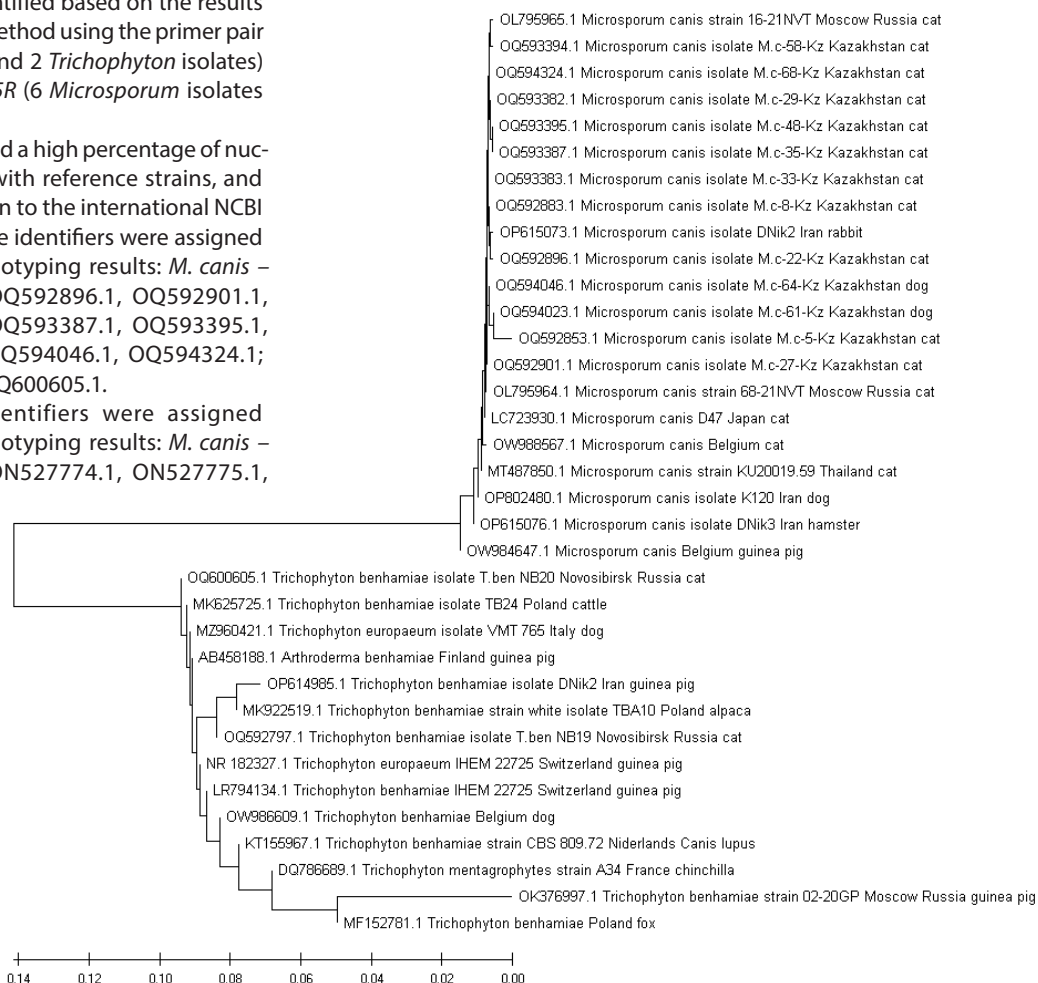 ntified based on the results
ethod using the primer pair
nd 2 Trichophyton isolates)
5R (6 Microsporum isolates
d a high percentage of nuc-
with reference strains, and
n to the international NCBI
e identifiers were assigned
otyping results: M. canis –
OQ592896.1, OQ592901.1,
OQ593387.1, OQ593395.1,
Q594046.1, OQ594324.1;
Q600605.1.
entifiers were assigned
otyping results: M. canis –
ON527774.1, ON527775.1,
OL795965.1 Microsporum canis strain 16-21NVT Moscow Russia cat
OQ593394.1 Microsporum canis isolate M.c-58-Kz Kazakhstan cat
OQ594324.1 Microsporum canis isolate M.c-68-Kz Kazakhstan cat
OQ593382.1 Microsporum canis isolate M.c-29-Kz Kazakhstan cat
OQ593395.1 Microsporum canis isolate M.c-48-Kz Kazakhstan cat
OQ593387.1 Microsporum canis isolate M.c-35-Kz Kazakhstan cat
OQ593383.1 Microsporum canis isolate M.c-33-Kz Kazakhstan cat
OQ592883.1 Microsporum canis isolate M.c-8-Kz Kazakhstan cat
OP615073.1 Microsporum canis isolate DNik2 Iran rabbit
OQ592896.1 Microsporum canis isolate M.c-22-Kz Kazakhstan cat
OQ594046.1 Microsporum canis isolate M.c-64-Kz Kazakhstan dog
OQ594023.1 Microsporum canis isolate M.c-61-Kz Kazakhstan dog
OQ592853.1 Microsporum canis isolate M.c-5-Kz Kazakhstan cat
OQ592901.1 Microsporum canis isolate M.c-27-Kz Kazakhstan cat
OL795964.1 Microsporum canis strain 68-21NVT Moscow Russia cat
LC723930.1 Microsporum canis D47 Japan cat
OW988567.1 Microsporum canis Belgium cat
MT487850.1 Microsporum canis strain KU20019.59 Thailand cat
OP802480.1 Microsporum canis isolate K120 Iran dog
OP615076.1 Microsporum canis isolate DNik3 Iran hamster
OW984647.1 Microsporum canis Belgium guinea pig
OQ600605.1 Trichophyton benhamiae isolate T.ben NB20 Novosibirsk Russia cat
MK625725.1 Trichophyton benhamiae isolate TB24 Poland cattle
MZ960421.1 Trichophyton europaeum isolate VMT 765 Italy dog
AB458188.1 Arthroderma benhamiae Finland guinea pig
OP614985.1 Trichophyton benhamiae isolate DNik2 Iran guinea pig
MK922519.1 Trichophyton benhamiae strain white isolate TBA10 Poland alpaca
OQ592797.1 Trichophyton benhamiae isolate T.ben NB19 Novosibirsk Russia cat
NR 182327.1 Trichophyton europaeum IHEM 22725 Switzerland guinea pig
LR794134.1 Trichophyton benhamiae IHEM 22725 Switzerland guinea pig
OW986609.1 Trichophyton benhamiae Belgium dog
KT155967.1 Trichophyton benhamiae strain CBS 809.72 Niderlands Canis lupus
DQ786689.1 Trichophyton mentagrophytes strain A34 France chinchilla
OK376997.1 Trichophyton benhamiae strain 02-20GP Moscow Russia guinea pig
MF152781.1 Trichophyton benhamiae Poland fox
0.14 0.12 0.10 0.08 0.06 0.04 0.02 0.00